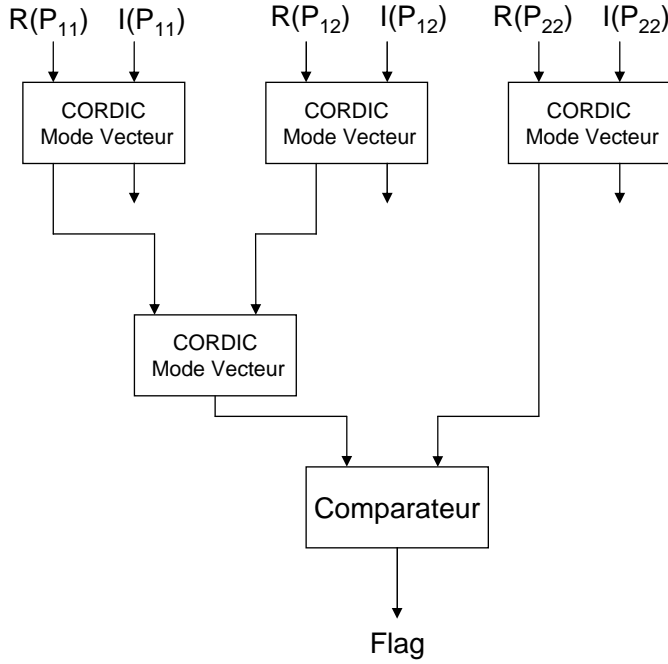 R(P₁₁) I(P₁₁) R(P₁₂) I(P₁₂) R(P₂₂) I(P₂₂)
CORDIC
Mode Vecteur
CORDIC
Mode Vecteur
CORDIC
Mode Vecteur
CORDIC
Mode Vecteur
Comparateur
Flag